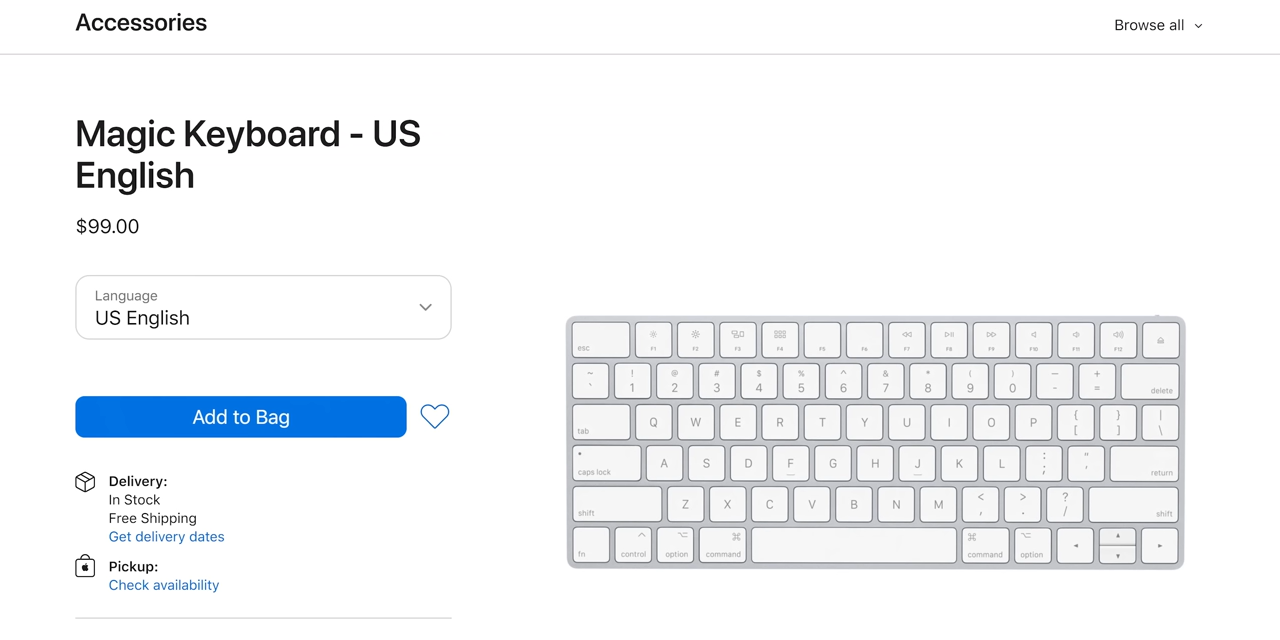 Accessories
Browse all
Magic Keyboard - US
English
$99.00
Language
US English
Add to Bag
Delivery:
In Stock
Free Shipping
Get delivery dates
Pickup:
Check availability
esc F1 F2 F3 F4 F5 F6 F7 F8 F9 F10 F11 F12
~ ! @ # $ % ^ & * ( ) — +
` 1 2 3 4 5 6 7 8 9 0 - = delete
tab Q W E R T Y U I O P { [ } ] | \
caps lock A S D F G H J K L : ; " ' return
shift Z X C V B N M < , > . ? / shift
fn control option command command option